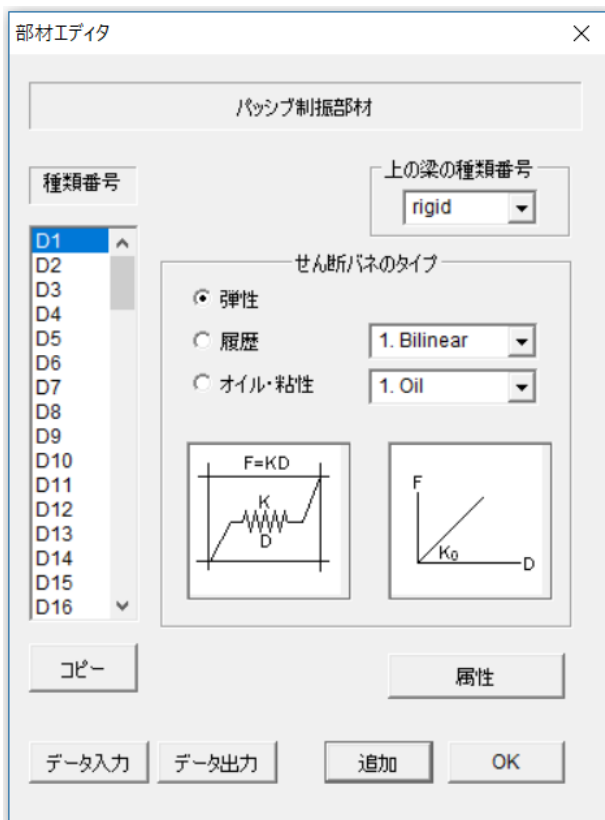 部材エディタ
パッシブ制振部材
種類番号
上の梁の種類番号
rigid
D1
D2
D3
D4
D5
D6
D7
D8
D9
D10
D11
D12
D13
D14
D15
D16
せん断バネのタイプ
弾性
履歴
1. Bilinear
オイル・粘性
1. Oil
F=KD
K
D
F
K₀
D
コピー
属性
データ入力
データ出力
追加
OK